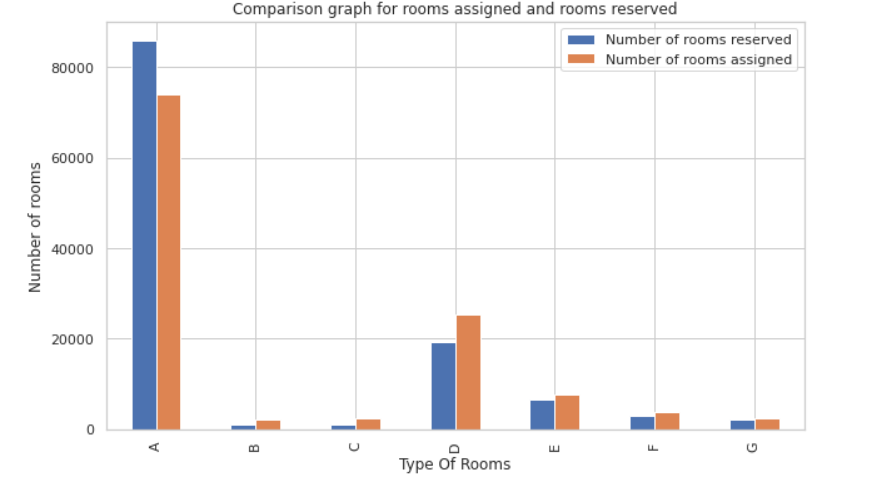 Comparison graph for rooms assigned and rooms reserved
Number of rooms reserved
Number of rooms assigned
Number of rooms
80000
60000
40000
20000
0
A
B
C
D
E
F
G
Type Of Rooms